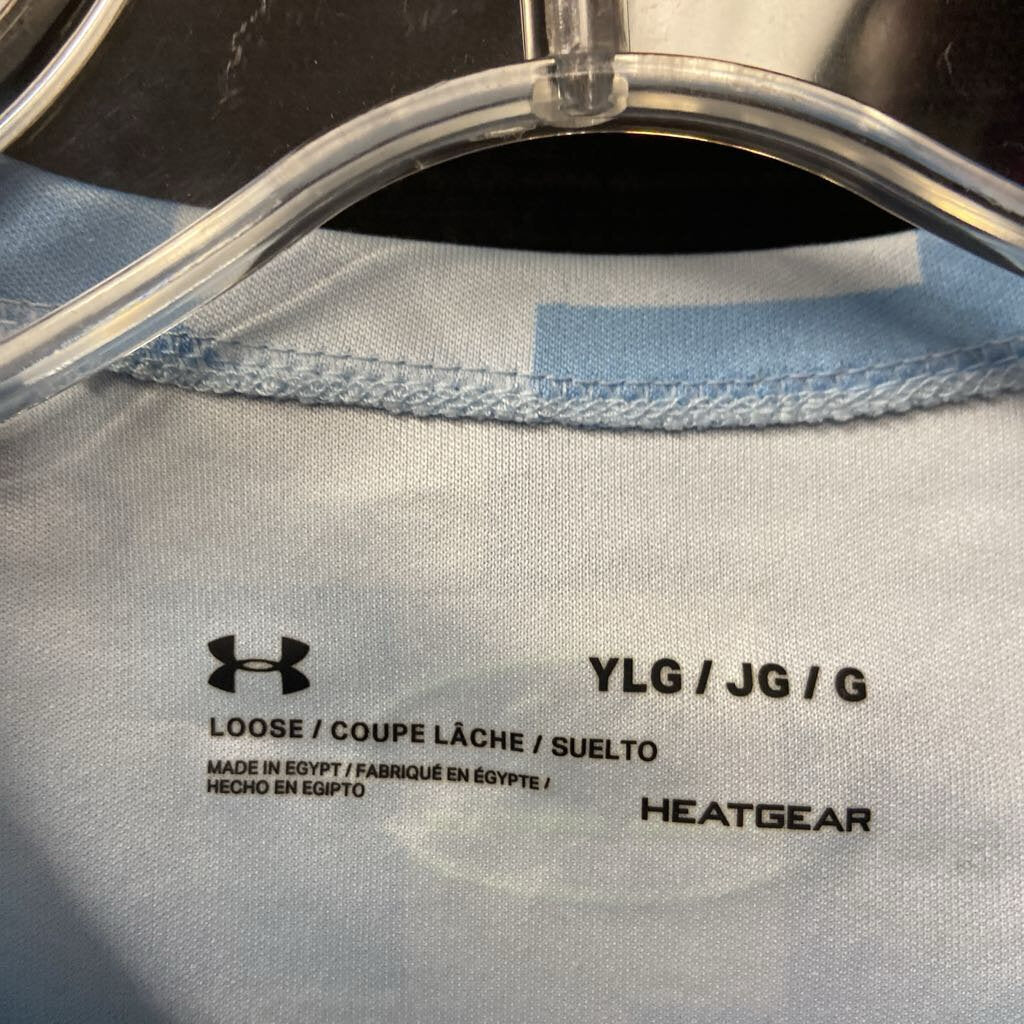 YLG / JG / G
LOOSE / COUPE LÂCHE / SUELTO
MADE IN EGYPT / FABRIQUÉ EN ÉGYPTE /
HECHO EN EGIPTO
HEATGEAR